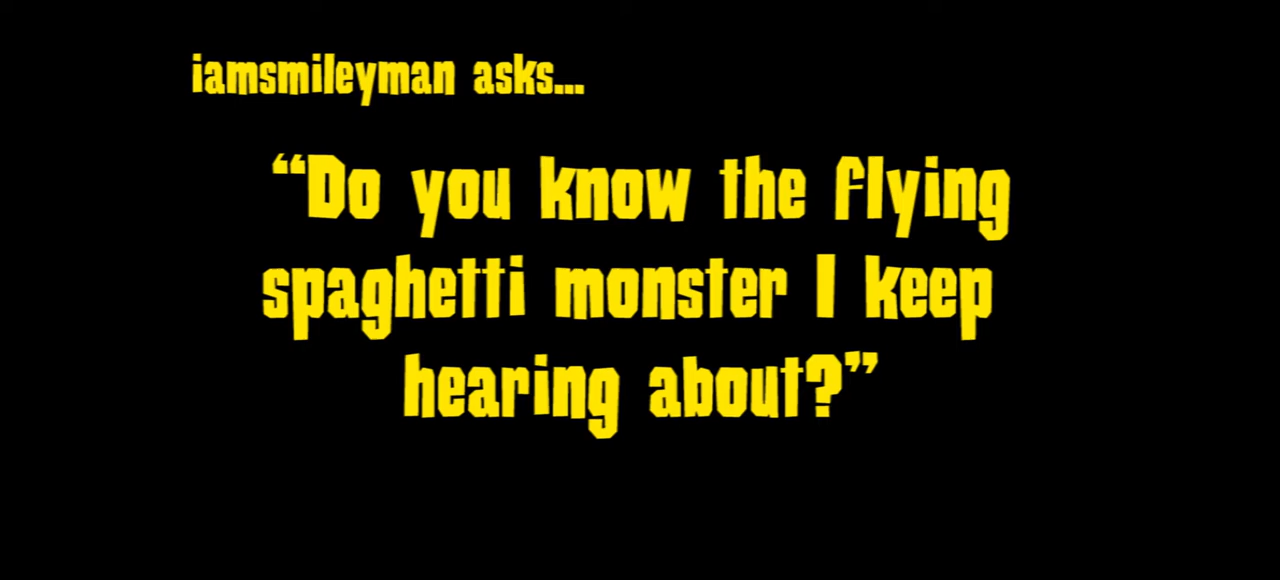 iamsmileyman asks...
“Do you know the flying
spaghetti monster I keep
hearing about?”